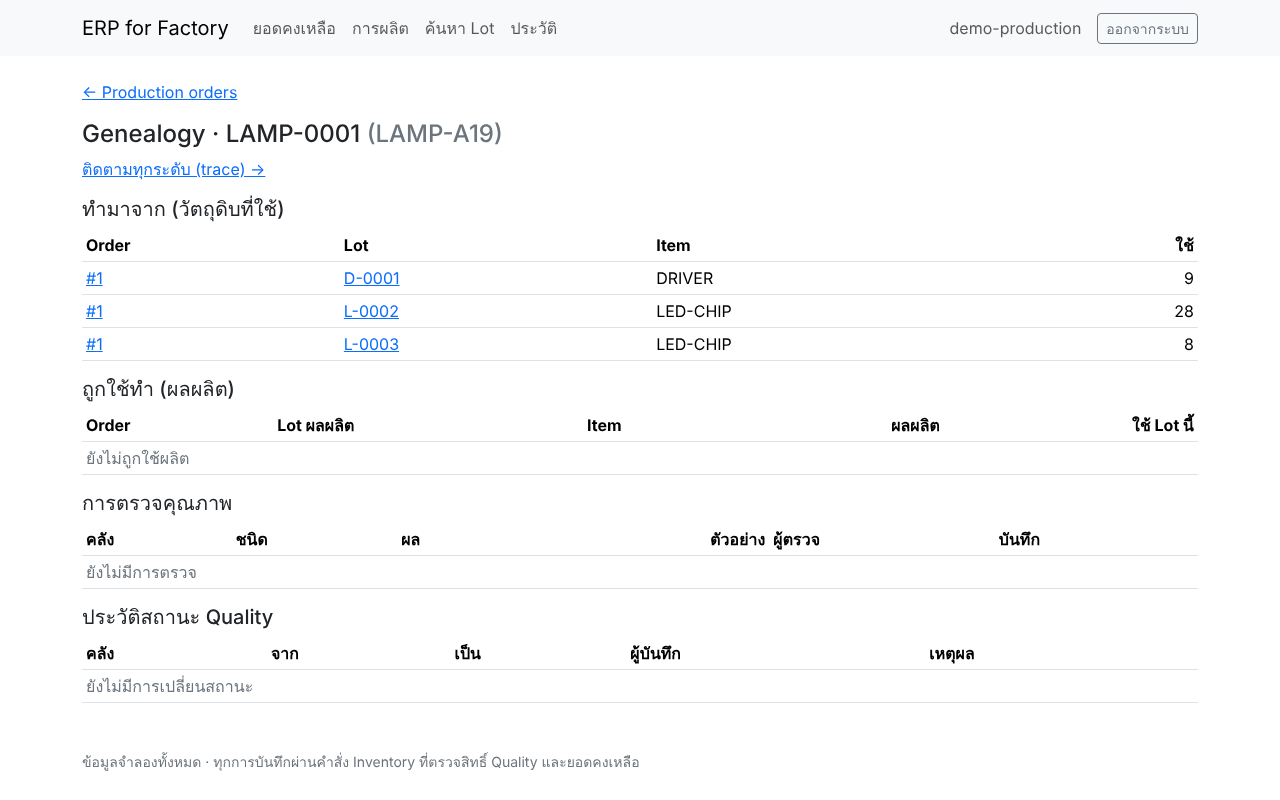 ERP for Factory ยอดคงเหลือ การผลิต ค้นหา Lot ประวัติ demo-production ออกจากระบบ
← Production orders
Genealogy · LAMP-0001 (LAMP-A19)
ติดตามทุกระดับ (trace) →
ทำมาจาก (วัตถุดิบที่ใช้)
Order Lot Item ใช้
#1 D-0001 DRIVER 9
#1 L-0002 LED-CHIP 28
#1 L-0003 LED-CHIP 8
ถูกใช้ทำ (ผลผลิต)
Order Lot ผลผลิต Item ผลผลิต ใช้ Lot นี้
ยังไม่ถูกใช้ผลิต
การตรวจคุณภาพ
คลัง ชนิด ผล ตัวอย่าง ผู้ตรวจ บันทึก
ยังไม่มีการตรวจ
ประวัติสถานะ Quality
คลัง จาก เป็น ผู้บันทึก เหตุผล
ยังไม่มีการเปลี่ยนสถานะ
ข้อมูลจำลองทั้งหมด · ทุกการบันทึกผ่านคำสั่ง Inventory ที่ตรวจสิทธิ์ Quality และยอดคงเหลือ